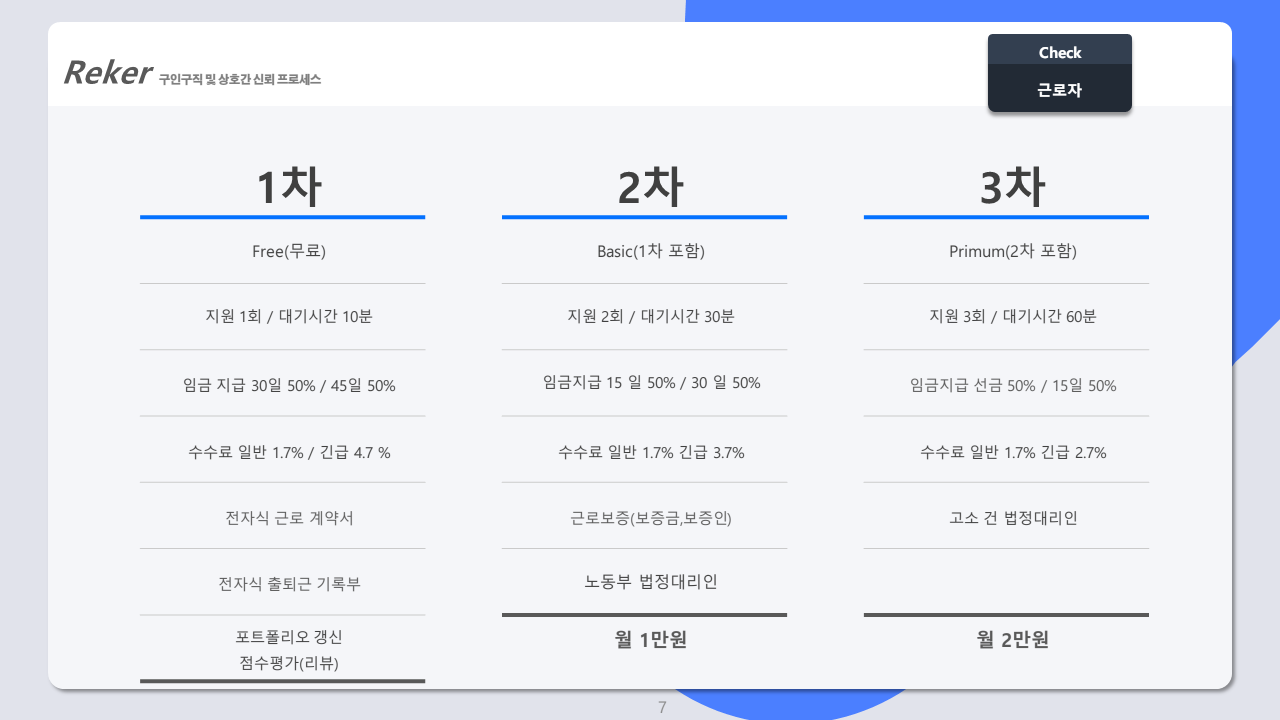 Reker 구인구직 및 상호간 신뢰 프로세스
Check
근로자
1차
Free(무료)
지원 1회 / 대기시간 10분
임금 지급 30일 50% / 45일 50%
수수료 일반 1.7% / 긴급 4.7 %
전자식 근로 계약서
전자식 출퇴근 기록부
포트폴리오 갱신
점수평가(리뷰)
2차
Basic(1차 포함)
지원 2회 / 대기시간 30분
임금지급 15 일 50% / 30 일 50%
수수료 일반 1.7% 긴급 3.7%
근로보증(보증금,보증인)
노동부 법정대리인
월 1만원
3차
Primum(2차 포함)
지원 3회 / 대기시간 60분
임금지급 선금 50% / 15일 50%
수수료 일반 1.7% 긴급 2.7%
고소 건 법정대리인
월 2만원
7